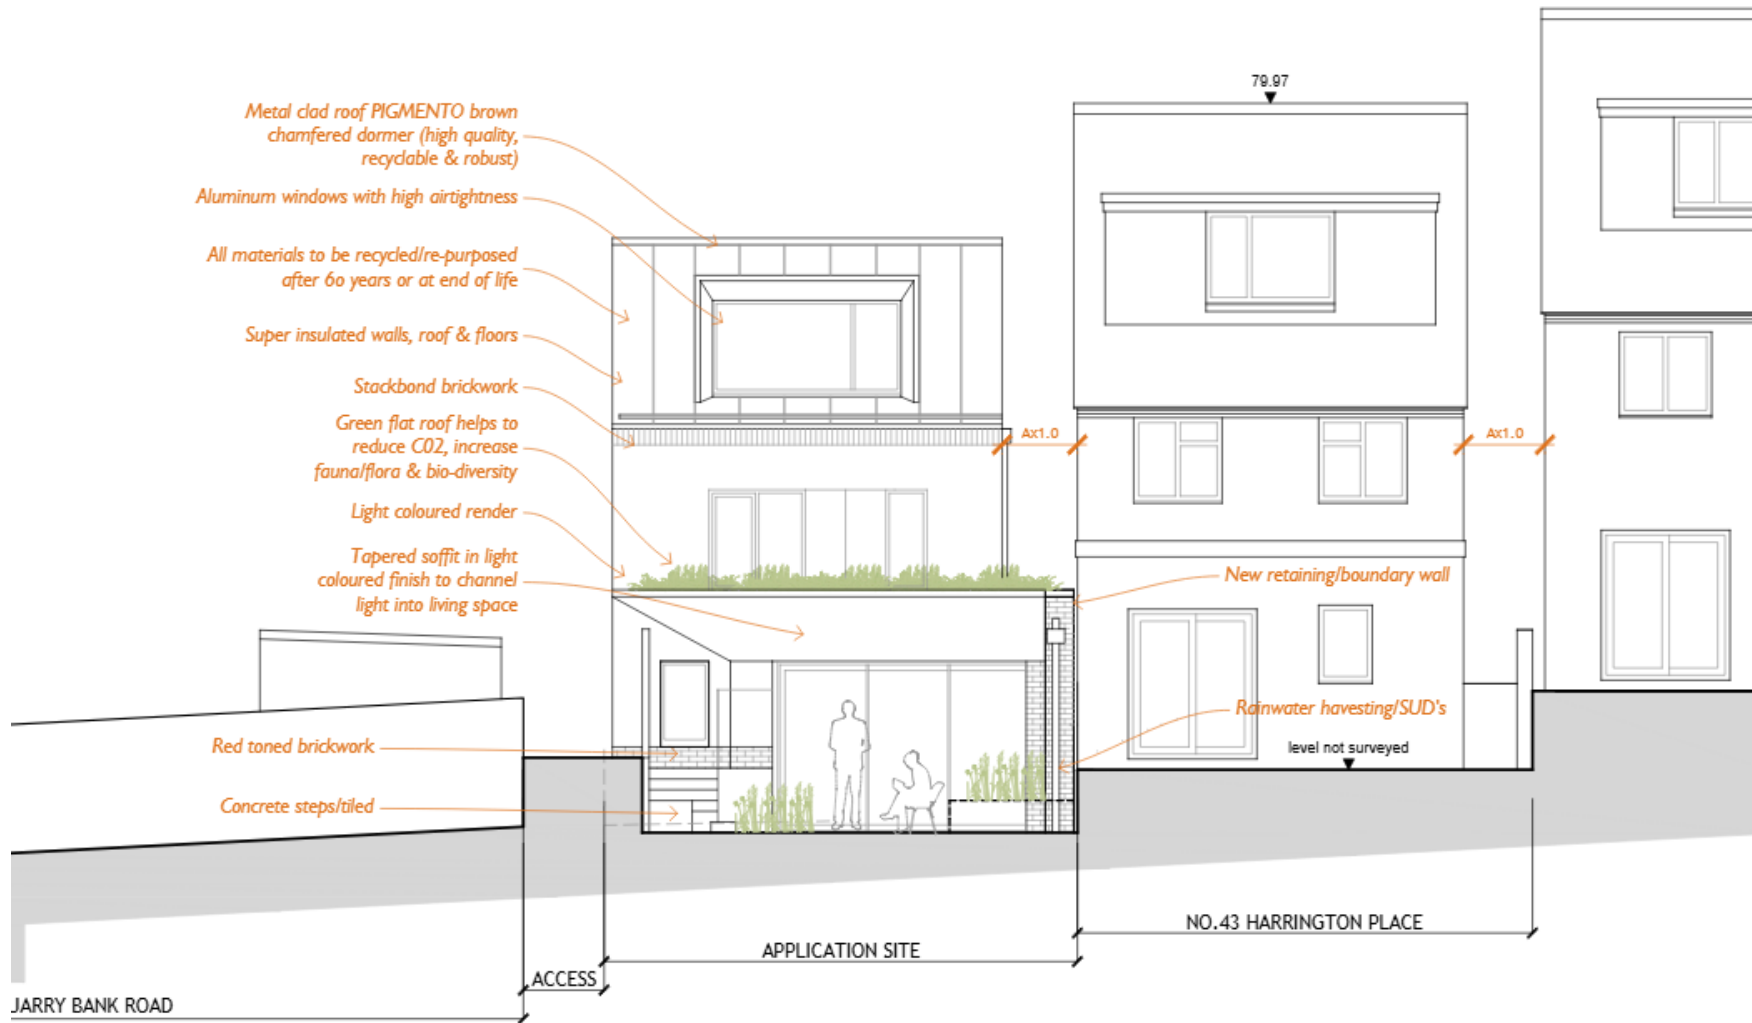 79.97
Metal clad roof PIGMENTO brown
chamfered dormer (high quality,
recyclable & robust)
Aluminum windows with high airtightness
All materials to be recycled/re-purposed
after 60 years or at end of life
Super insulated walls, roof & floors
Stackbond brickwork
Green flat roof helps to
reduce C02, increase
fauna/flora & bio-diversity
Ax1.0
Ax1.0
Light coloured render
Tapered soffit in light
coloured finish to channel
light into living space
New retaining/boundary wall
Rainwater havesting/SUD's
Red toned brickwork
level not surveyed
Concrete steps/tiled
NO.43 HARRINGTON PLACE
APPLICATION SITE
ACCESS
JARRY BANK ROAD